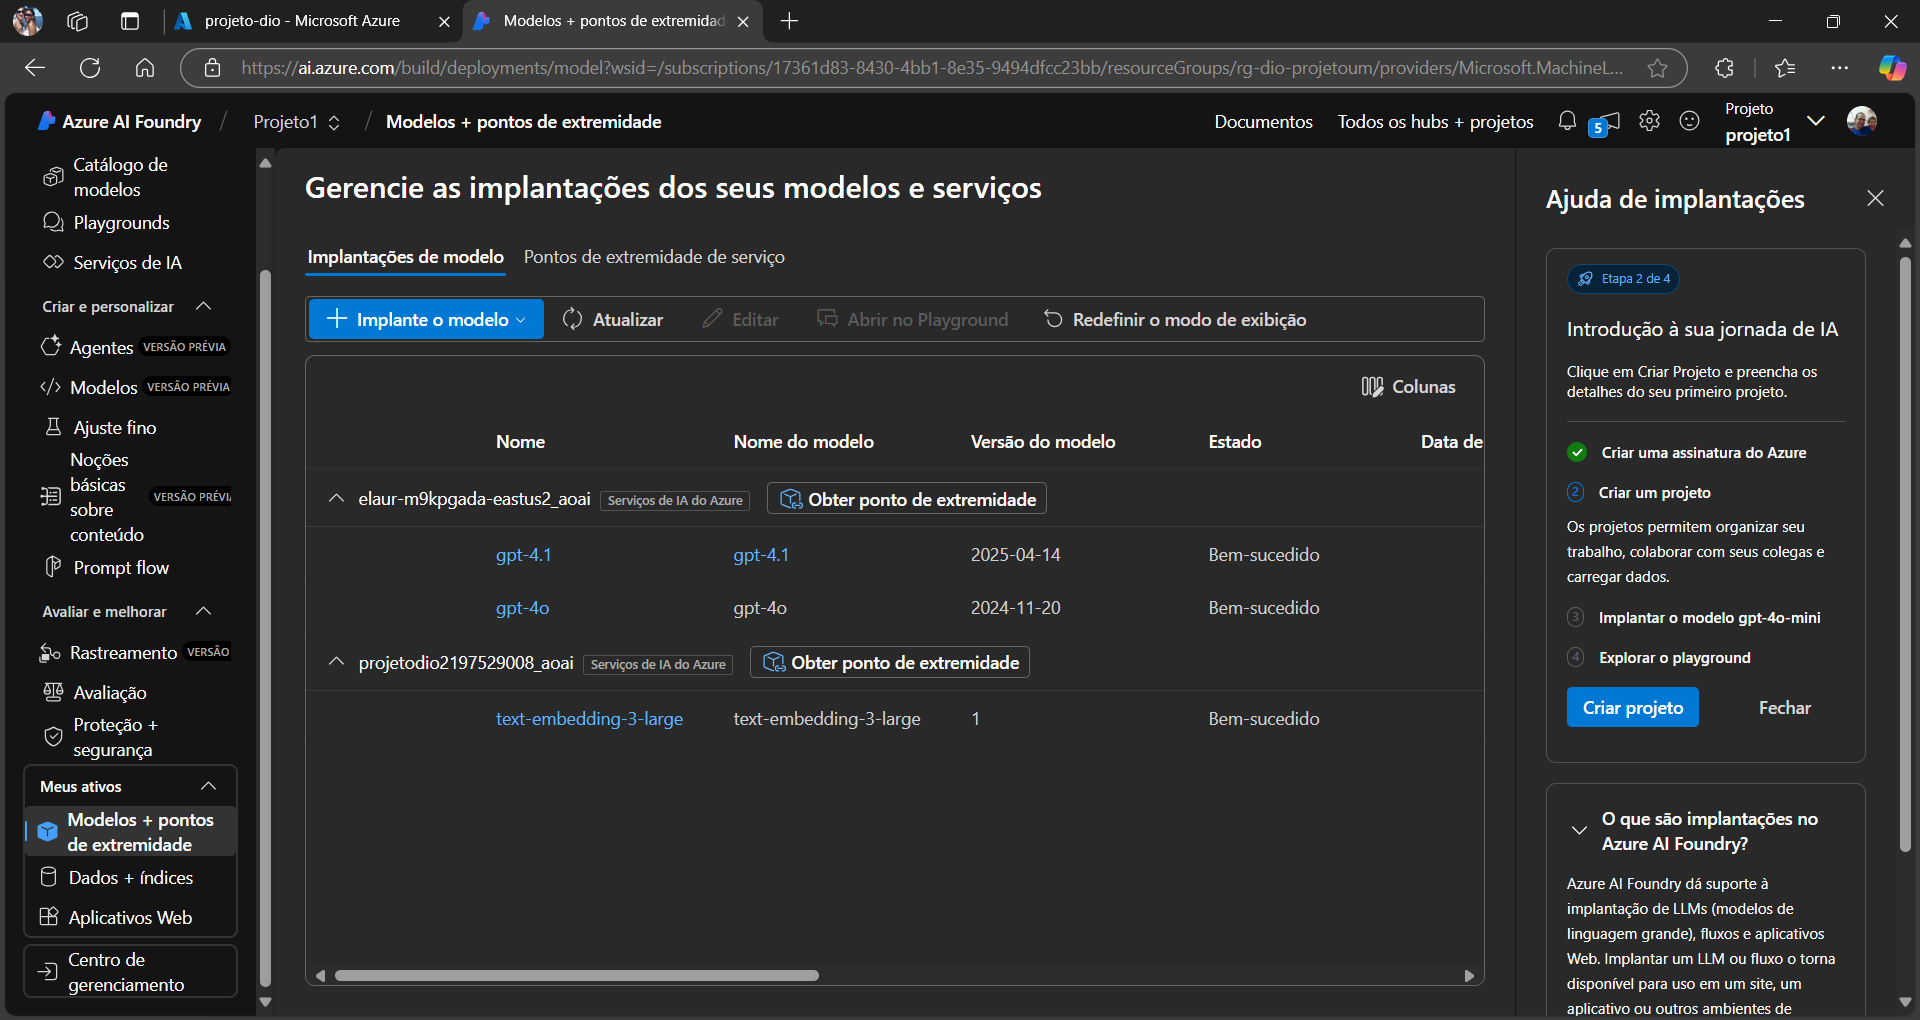 projeto-dio - Microsoft Azure
Modelos + pontos de extremidad
https://ai.azure.com/build/deployments/model?wsid=/subscriptions/17361d83-8430-4bb1-8e35-9494dfcc23bb/resourceGroups/rg-dio-projetoum/providers/Microsoft.MachineL...
Azure AI Foundry / Projeto1 / Modelos + pontos de extremidade
Documentos
Todos os hubs + projetos
5
Projeto
projeto1
Catálogo de
modelos
Playgrounds
Serviços de IA
Criar e personalizar
Agentes VERSÃO PRÉVIA
Modelos VERSÃO PRÉVIA
Ajuste fino
Noções
básicas
sobre
conteúdo
VERSÃO PRÉVI
Prompt flow
Avaliar e melhorar
Rastreamento VERSÃO
Avaliação
Proteção +
segurança
Meus ativos
Modelos + pontos
de extremidade
Dados + índices
Aplicativos Web
Centro de
gerenciamento
Gerencie as implantações dos seus modelos e serviços
Implantações de modelo
Pontos de extremidade de serviço
Implante o modelo
Atualizar
Editar
Abrir no Playground
Redefinir o modo de exibição
Colunas
Nome Nome do modelo Versão do modelo Estado Data de
elaur-m9kpgada-eastus2_aoai Serviços de IA do Azure Obter ponto de extremidade
gpt-4.1 gpt-4.1 2025-04-14 Bem-sucedido
gpt-4o gpt-4o 2024-11-20 Bem-sucedido
projetodio2197529008_aoai Serviços de IA do Azure Obter ponto de extremidade
text-embedding-3-large text-embedding-3-large 1 Bem-sucedido
Ajuda de implantações
Etapa 2 de 4
Introdução à sua jornada de IA
Clique em Criar Projeto e preencha os
detalhes do seu primeiro projeto.
Criar uma assinatura do Azure
2 Criar um projeto
Os projetos permitem organizar seu
trabalho, colaborar com seus colegas e
carregar dados.
3 Implantar o modelo gpt-4o-mini
4 Explorar o playground
Criar projeto
Fechar
O que são implantações no
Azure AI Foundry?
Azure AI Foundry dá suporte à
implantação de LLMs (modelos de
linguagem grande), fluxos e aplicativos
Web. Implantar um LLM ou fluxo o torna
disponível para uso em um site, um
aplicativo ou outros ambientes de